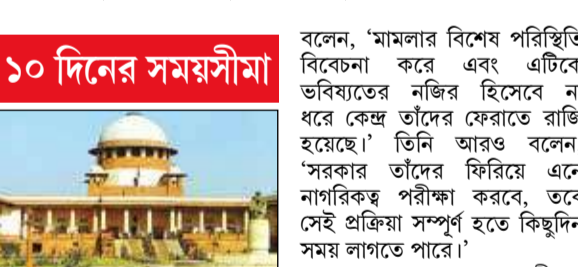 ১০ দিনের সময়সীমা
বলেন, ‘মামলার বিশেষ পরিস্থিতি
বিবেচনা করে এবং এটিকে
ভবিষ্যতের নজির হিসেবে না
ধরে কেন্দ্র তাঁদের ফেরাতে রাজি
হয়েছে।’ তিনি আরও বলেন,
‘সরকার তাঁদের ফিরিয়ে এনে
নাগরিকত্ব পরীক্ষা করবে, তবে
সেই প্রক্রিয়া সম্পূর্ণ হতে কিছুদিন
সময় লাগতে পারে।’